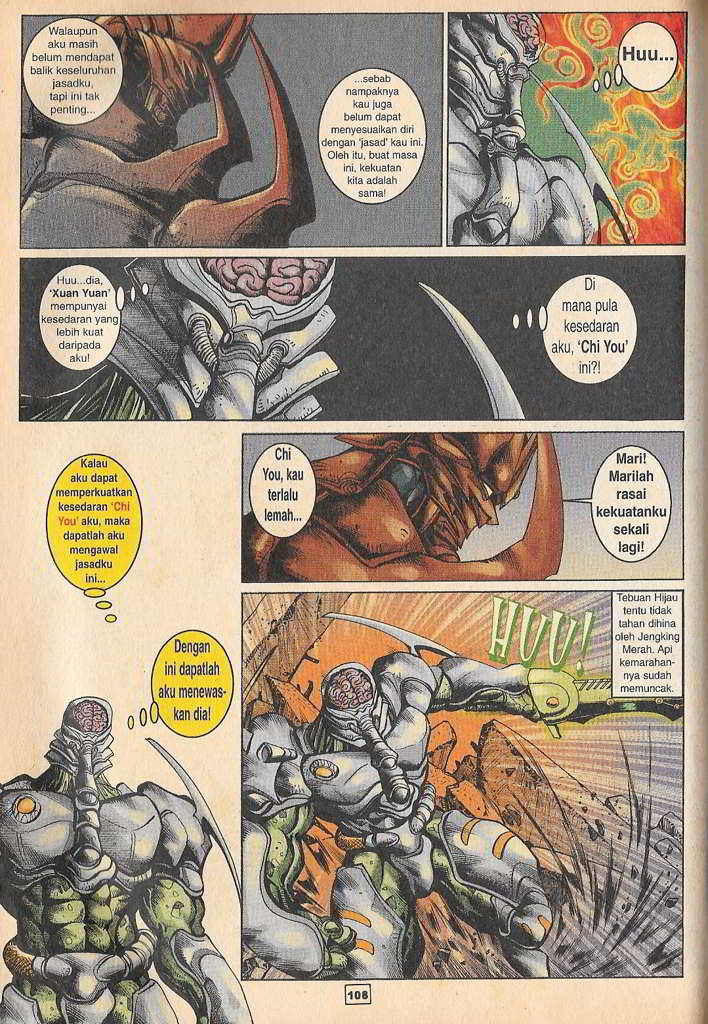 Walaupun
aku masih
belum mendapat
balik keseluruhan
jasadku,
tapi ini tak
penting...
...sebab
nampaknya
kau juga
belum dapat
menyesuaikan diri
dengan 'jasad' kau ini.
Oleh itu, buat masa
ini, kekuatan
kita adalah
sama!
Huu...
Huu...dia,
'Xuan Yuan'
mempunyai
kesedaran yang
lebih kuat
daripada
aku!
Di
mana pula
kesedaran
aku, 'Chi You'
ini?!
Kalau
aku dapat
memperkuatkan
kesedaran 'Chi
You' aku, maka
dapatlah aku
mengawal
jasadku
ini...
Chi
You, kau
terlalu
lemah...
Mari!
Marilah
rasai
kekuatanku
sekali
lagi!
Dengan
ini dapatlah
aku menewas-
kan dia!
HUU!
Tebuan Hijau
tentu tidak
tahan dihina
oleh Jengking
Merah. Api
kemarahan-
nya sudah
memuncak.
108